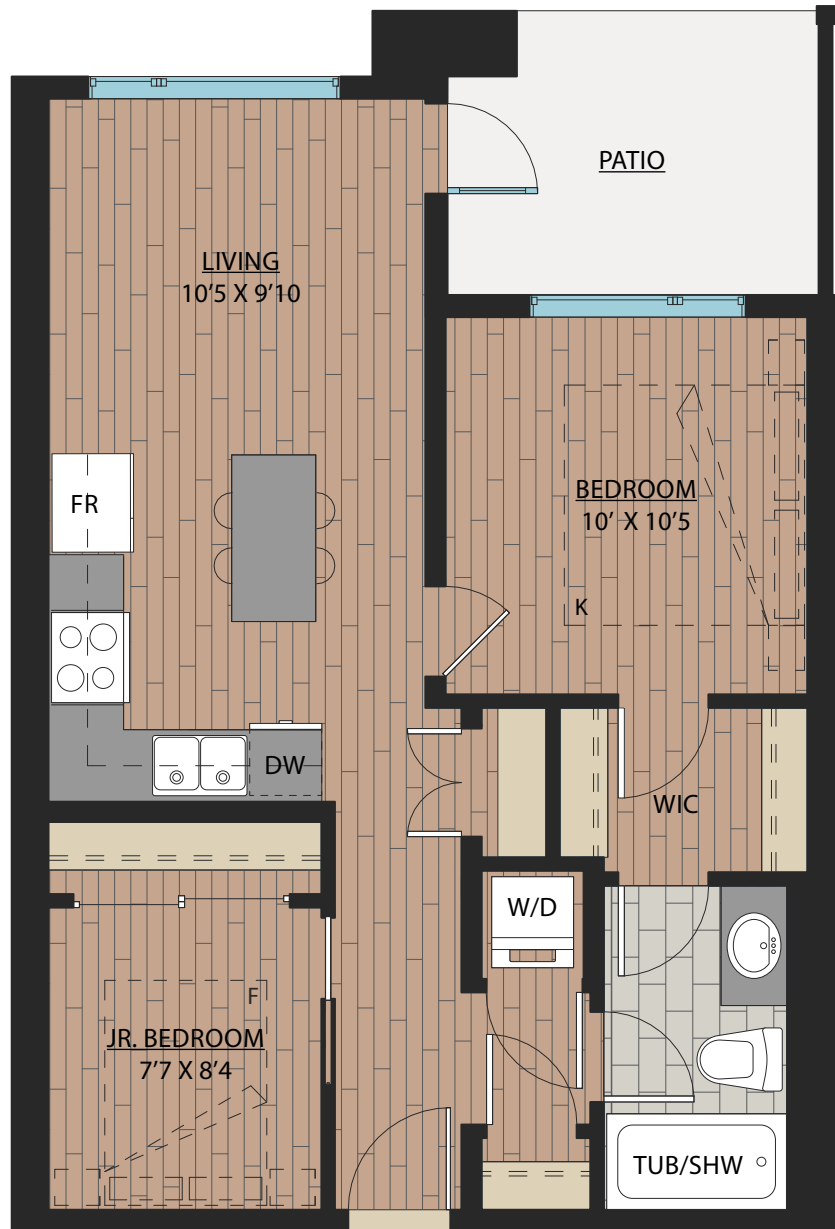 PATIO
LIVING
10'5 X 9'10
FR
BEDROOM
10' X 10'5
K
DW
WIC
W/D
F
JR. BEDROOM
7'7 X 8'4
TUB/SHW